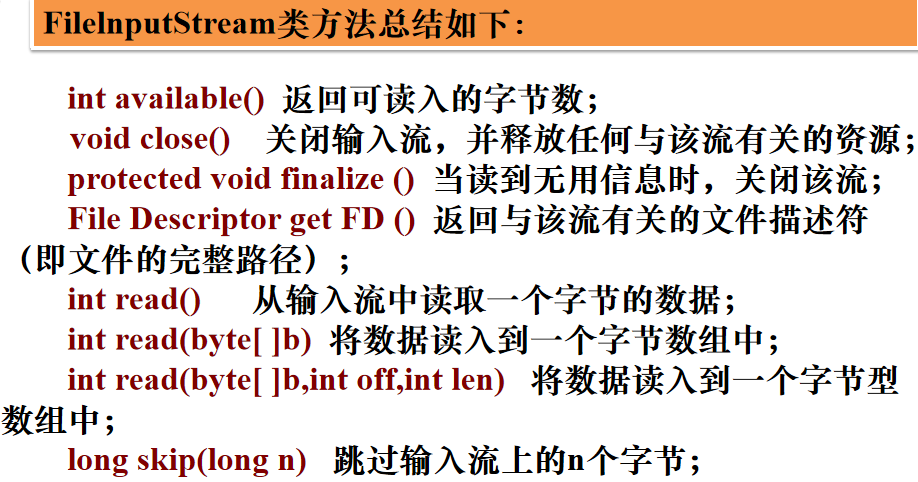 FileInputStream类方法总结如下：
int available() 返回可读入的字节数；
void close() 关闭输入流，并释放任何与该流有关的资源；
protected void finalize () 当读到无用信息时，关闭该流；
File Descriptor get FD () 返回与该流有关的文件描述符
（即文件的完整路径）；
int read() 从输入流中读取一个字节的数据；
int read(byte[ ]b) 将数据读入到一个字节数组中；
int read(byte[ ]b,int off,int len) 将数据读入到一个字节型
数组中；
long skip(long n) 跳过输入流上的n个字节；